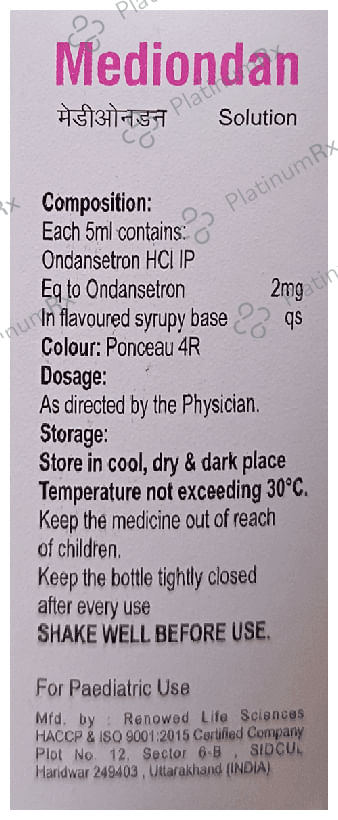 Mediondan
मेडीओनडन Solution
Composition:
Each 5ml contains:
Ondansetron HCl IP
Eq to Ondansetron 2mg
In flavoured syrupy base qs
Colour: Ponceau 4R
Dosage:
As directed by the Physician.
Storage:
Store in cool, dry & dark place
Temperature not exceeding 30°C.
Keep the medicine out of reach
of children.
Keep the bottle tightly closed
after every use
SHAKE WELL BEFORE USE.
For Paediatric Use
Mfd. by : Renowed Life Sciences
HACCP & ISO 9001:2015 Certified Company
Plot No. 12, Sector 6-B , SIDCUL
Haridwar 249403 , Uttarakhand (INDIA)
PlatinumRx
PlatinumRx
PlatinumRx